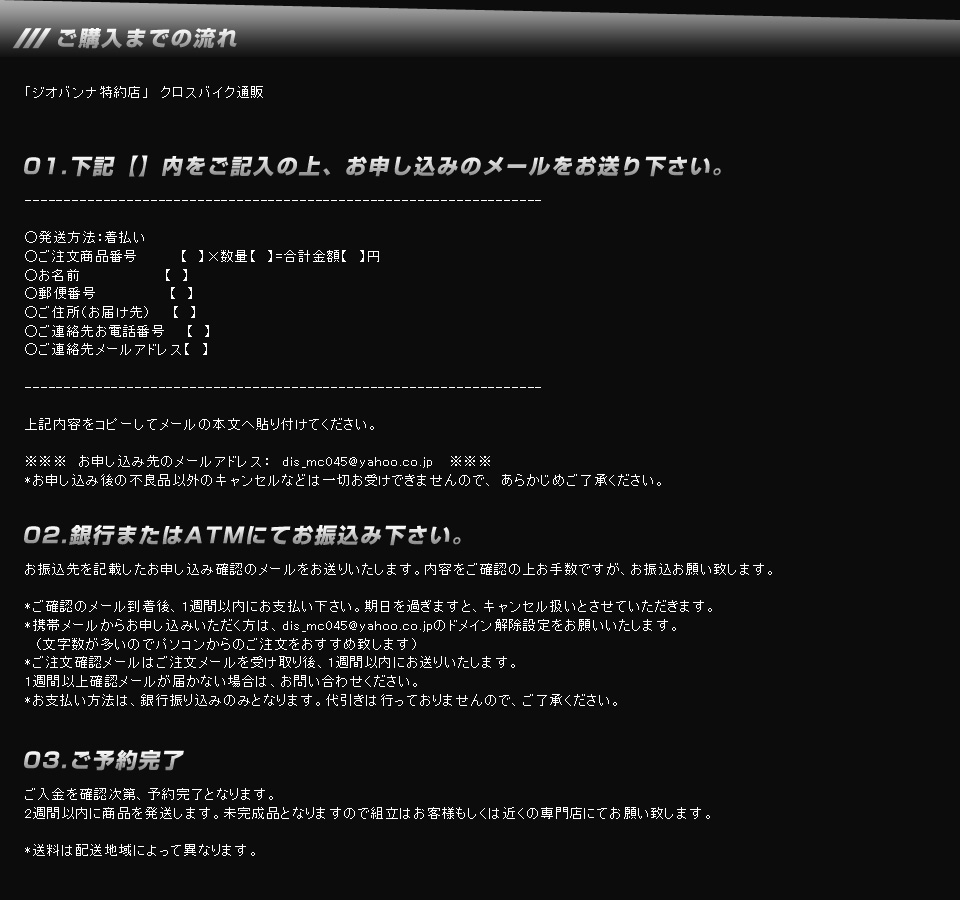 /// ご購入までの流れ
「ジオバンナ特約店」 クロスバイク通販
01.下記【】内をご記入の上、お申し込みのメールをお送り下さい。
------------------------------------------------------------------
○発送方法：着払い
○ご注文商品番号　　　【　】×数量【　】=合計金額【　】円
○お名前　　　　　　【　】
○郵便番号　　　　　【　】
○ご住所（お届け先）　【　】
○ご連絡先お電話番号　【　】
○ご連絡先メールアドレス【　】
------------------------------------------------------------------
上記内容をコピーしてメールの本文へ貼り付けてください。
※※※　お申し込み先のメールアドレス：　dis_mc045@yahoo.co.jp　※※※
*お申し込み後の不良品以外のキャンセルなどは一切お受けできませんので、あらかじめご了承ください。
02.銀行またはATMにてお振込み下さい。
お振込先を記載したお申し込み確認のメールをお送りいたします。内容をご確認の上お手数ですが、お振込お願い致します。
*ご確認のメール到着後、1週間以内にお支払い下さい。期日を過ぎますと、キャンセル扱いとさせていただきます。
*携帯メールからお申しこみいただく方は、dis_mc045@yahoo.co.jpのドメイン解除設定をお願いいたします。
（文字数が多いのでパソコンからのご注文をおすすめ致します）
*ご注文確認メールはご注文メールを受け取り後、1週間以内にお送りいたします。
1週間以上確認メールが届かない場合は、お問い合わせください。
*お支払い方法は、銀行振り込みのみとなります。代引きは行っておりませんので、ご了承ください。
03.ご予約完了
ご入金を確認次第、予約完了となります。
2週間以内に商品を発送します。未完成品となりますので組立はお客様もしくは近くの専門店にてお願い致します。
*送料は配送地域によって異なります。